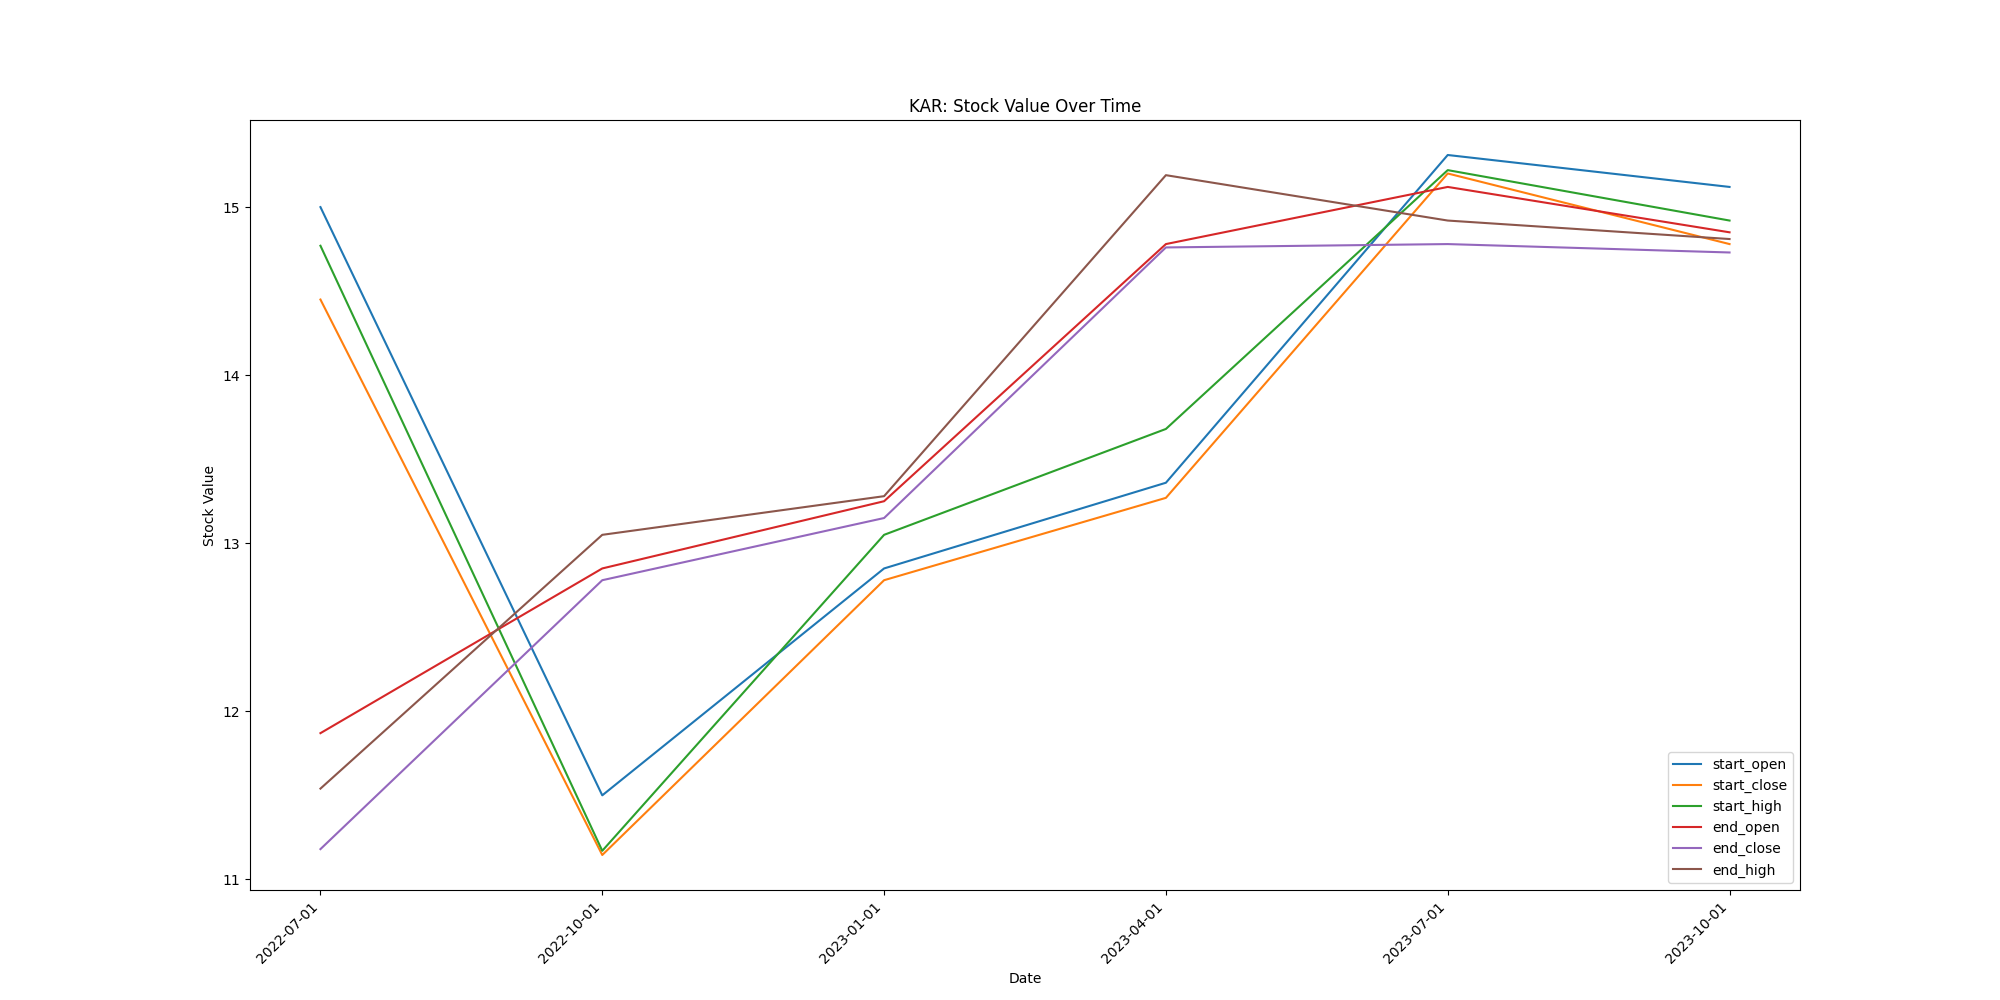 KAR: Stock Value Over Time
Stock Value
15
14
13
12
11
2022-07-01
2022-10-01
2023-01-01
2023-04-01
2023-07-01
2023-10-01
Date
start_open
start_close
start_high
end_open
end_close
end_high